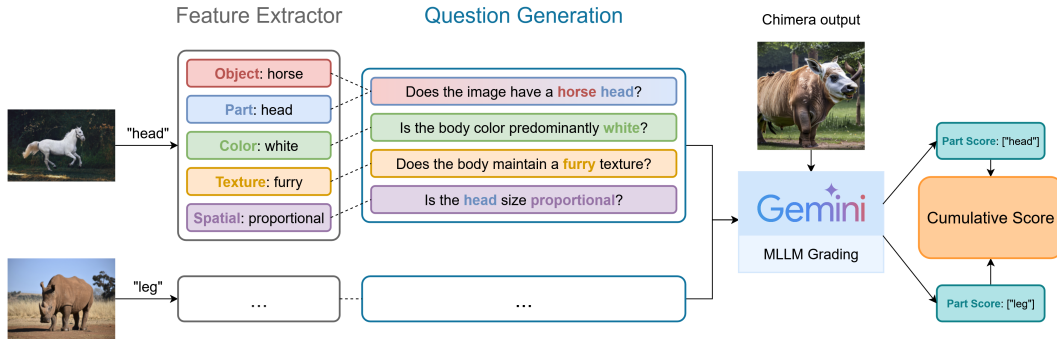 Feature Extractor
Question Generation
Chimera output
Object: horse
Part: head
Color: white
Texture: furry
Spatial: proportional
Does the image have a horse head?
Is the body color predominantly white?
Does the body maintain a furry texture?
Is the head size proportional?
"head"
"leg"
...
...
Gemini
MLLM Grading
Part Score: ["head"]
Cumulative Score
Part Score: ["leg"]